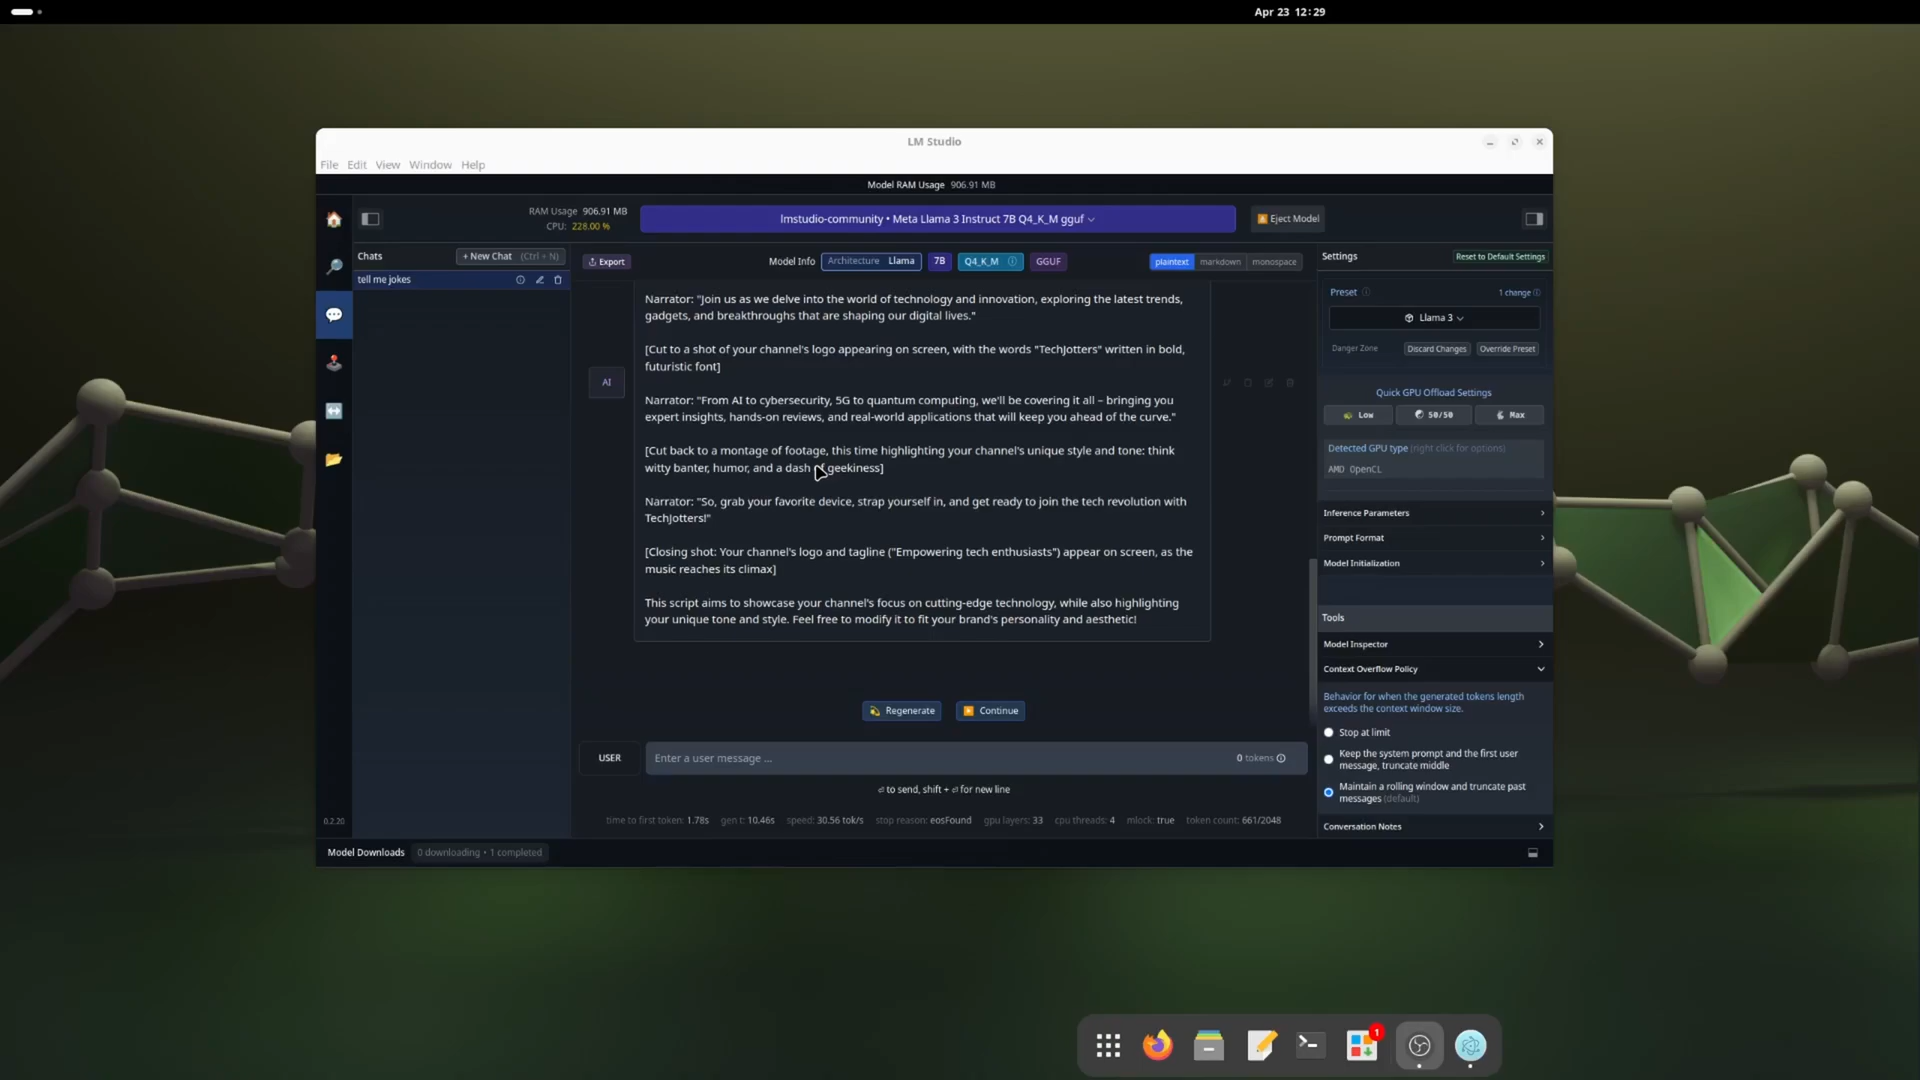 Apr 23 12:29
LM Studio
File Edit View Window Help
Model RAM Usage 906.91 MB
RAM Usage 906.91 MB
CPU: 228.00 %
lmstudio-community • Meta Llama 3 Instruct 7B Q4_K_M gguf
Eject Model
Chats
+ New Chat (Ctrl + N)
tell me jokes
Export
Model Info
Architecture Llama
7B
Q4_K_M
GGUF
plaintext markdown monospace
Narrator: "Join us as we delve into the world of technology and innovation, exploring the latest trends,
gadgets, and breakthroughs that are shaping our digital lives."
[Cut to a shot of your channel's logo appearing on screen, with the words "TechJotters" written in bold,
futuristic font]
AI
Narrator: "From AI to cybersecurity, 5G to quantum computing, we'll be covering it all – bringing you
expert insights, hands-on reviews, and real-world applications that will keep you ahead of the curve."
[Cut back to a montage of footage, this time highlighting your channel's unique style and tone: think
witty banter, humor, and a dash of geekiness]
Narrator: "So, grab your favorite device, strap yourself in, and get ready to join the tech revolution with
TechJotters!"
[Closing shot: Your channel's logo and tagline ("Empowering tech enthusiasts") appear on screen, as the
music reaches its climax]
This script aims to showcase your channel's focus on cutting-edge technology, while also highlighting
your unique tone and style. Feel free to modify it to fit your brand's personality and aesthetic!
Regenerate
Continue
USER
Enter a user message ...
0 tokens
to send, shift + for new line
time to first token: 1.78s gen t: 10.46s speed: 30.56 tok/s stop reason: eosFound gpu layers: 33 cpu threads: 4 mlock: true token count: 661/2048
0.2.20
Model Downloads
0 downloading • 1 completed
Settings
Reset to Default Settings
Preset
1 change
Llama 3
Danger Zone
Discard Changes
Override Preset
Quick GPU Offload Settings
Low
50/50
Max
Detected GPU type (right click for options)
AMD OpenCL
Inference Parameters
Prompt Format
Model Initialization
Tools
Model Inspector
Context Overflow Policy
Behavior for when the generated tokens length
exceeds the context window size.
Stop at limit
Keep the system prompt and the first user
message, truncate middle
Maintain a rolling window and truncate past
messages (default)
Conversation Notes
1